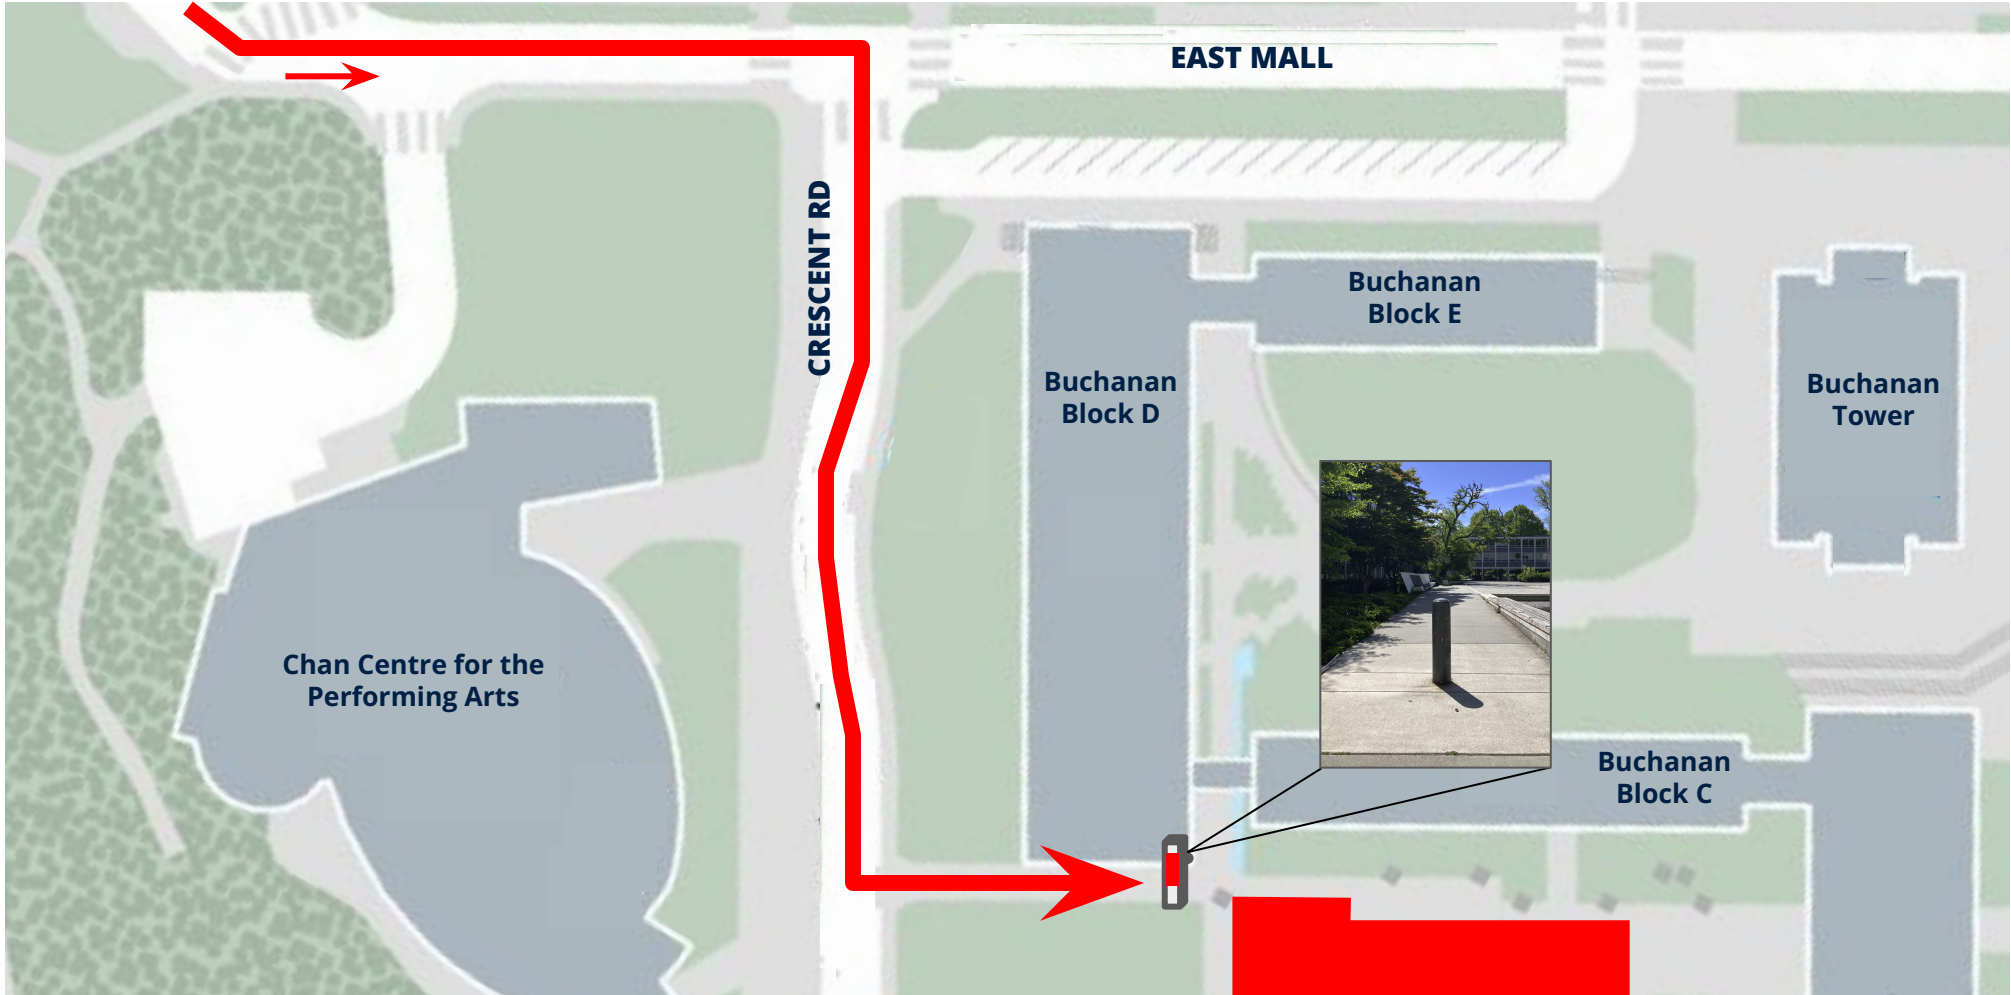 EAST MALL
CRESCENT RD
Buchanan
Block E
Buchanan
Block D
Buchanan
Tower
Chan Centre for the
Performing Arts
Buchanan
Block C